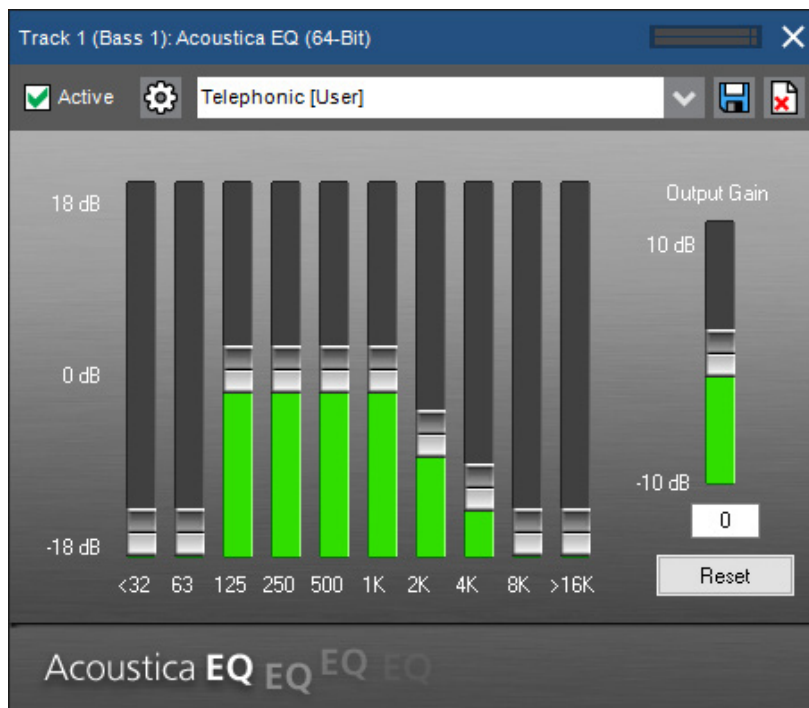 Track 1 (Bass 1): Acoustica EQ (64-Bit)
Active
Telephonic [User]
18 dB
0 dB
-18 dB
<32 63 125 250 500 1K 2K 4K 8K >16K
Output Gain
10 dB
-10 dB
0
Reset
Acoustica EQ EQ EQ EQ